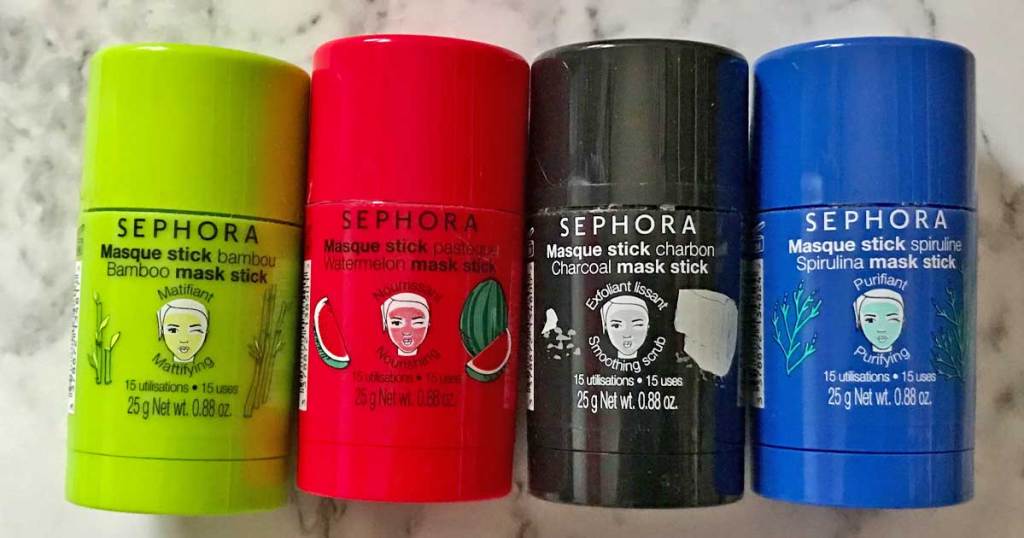 SEPHORA
Masque stick bambou
Bamboo mask stick
Matifiant
Mattifying
15 utilisations • 15 uses
25 g Net wt. 0.88 oz.
SEPHORA
Masque stick pastèque
Watermelon mask stick
Nourrissant
Nourishing
15 utilisations • 15 uses
25 g Net wt. 0.88 oz.
SEPHORA
Masque stick charbon
Charcoal mask stick
Exfoliant lissant
Smoothing scrub
15 utilisations • 15 uses
25 g Net wt. 0.88 oz.
SEPHORA
Masque stick spiruline
Spirulina mask stick
Purifiant
Purifying
15 utilisations • 15 uses
25 g Net wt. 0.88 oz.